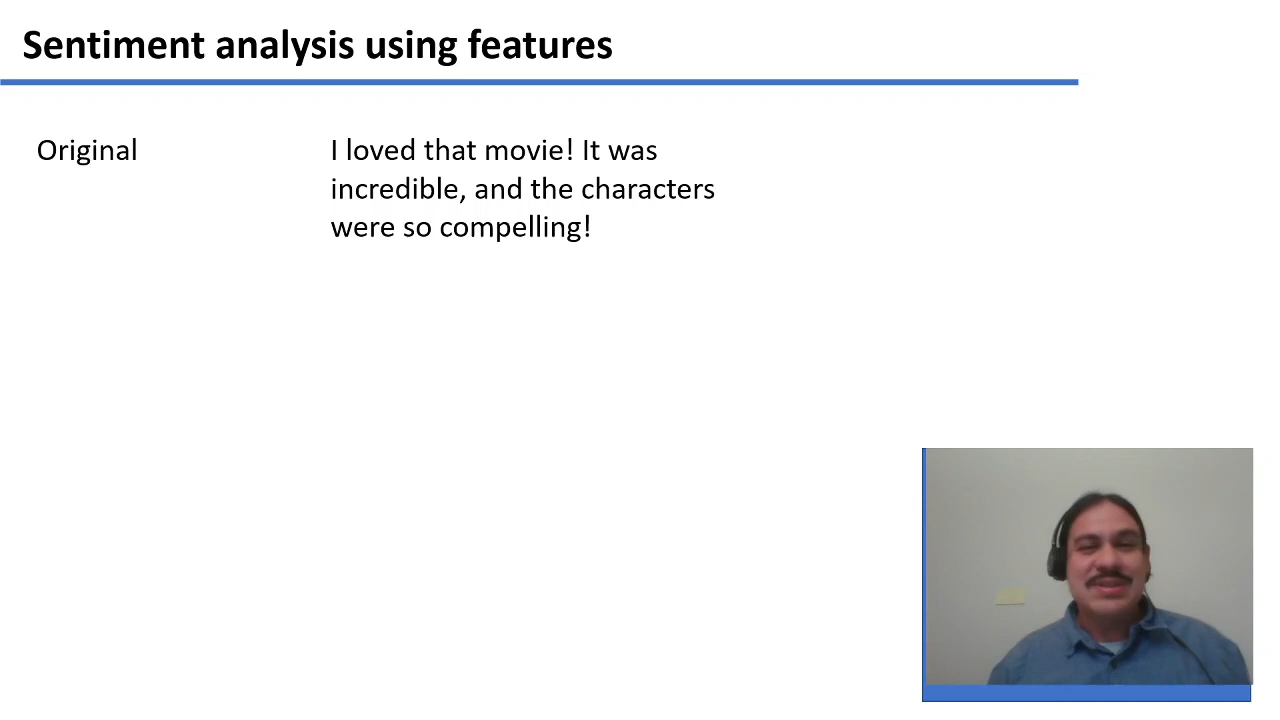 Sentiment analysis using features
Original
I loved that movie! It was
incredible, and the characters
were so compelling!